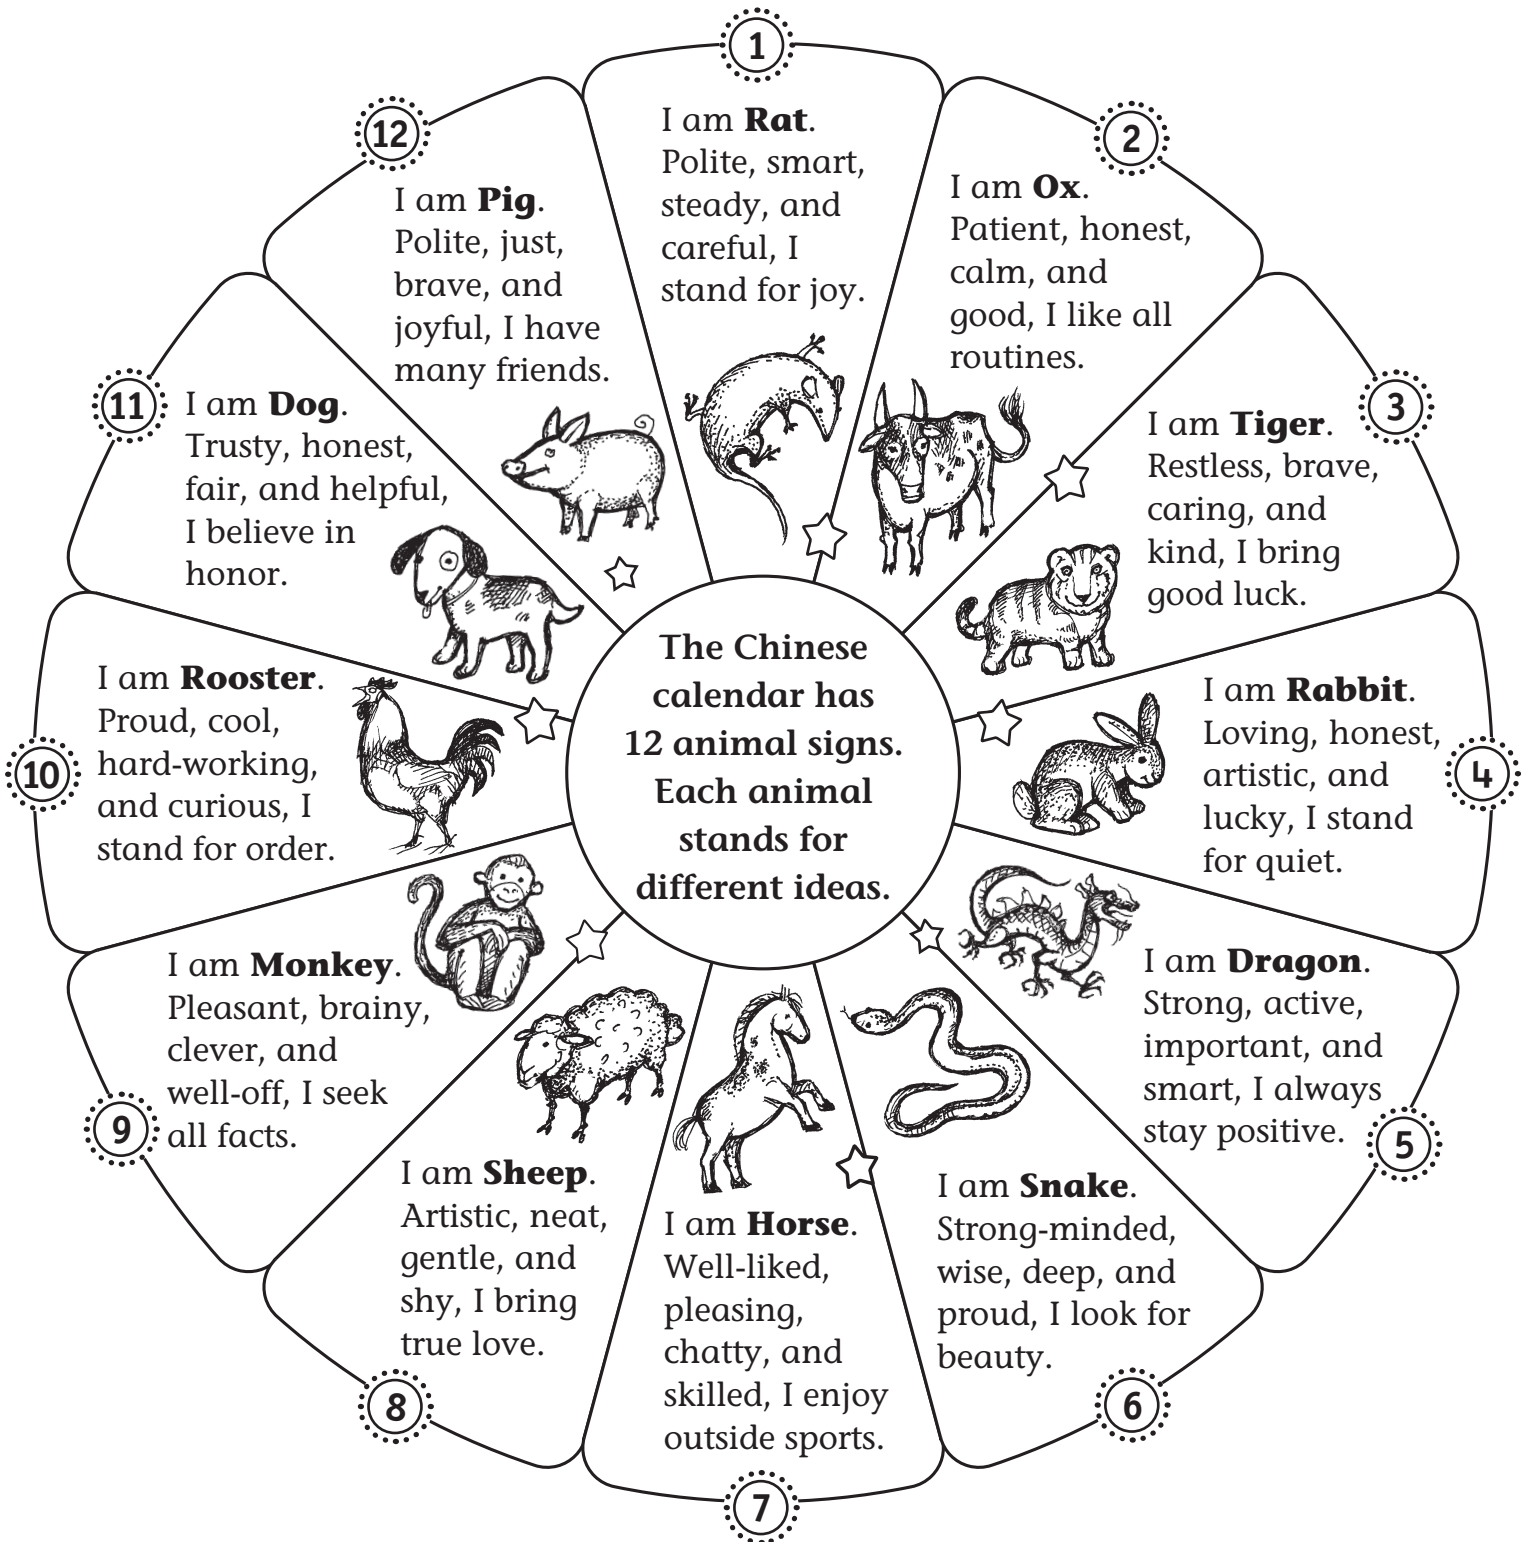 1
I am Rat.
Polite, smart,
steady, and
careful, I
stand for joy.
2
I am Ox.
Patient, honest,
calm, and
good, I like all
routines.
3
I am Tiger.
Restless, brave,
caring, and
kind, I bring
good luck.
4
I am Rabbit.
Loving, honest,
artistic, and
lucky, I stand
for quiet.
5
I am Dragon.
Strong, active,
important, and
smart, I always
stay positive.
6
I am Snake.
Strong-minded,
wise, deep, and
proud, I look for
beauty.
7
I am Horse.
Well-liked,
pleasing,
chatty, and
skilled, I enjoy
outside sports.
8
I am Sheep.
Artistic, neat,
gentle, and
shy, I bring
true love.
9
I am Monkey.
Pleasant, brainy,
clever, and
well-off, I seek
all facts.
10
I am Rooster.
Proud, cool,
hard-working,
and curious, I
stand for order.
11
I am Dog.
Trusty, honest,
fair, and helpful,
I believe in
honor.
12
I am Pig.
Polite, just,
brave, and
joyful, I have
many friends.
The Chinese
calendar has
12 animal signs.
Each animal
stands for
different ideas.